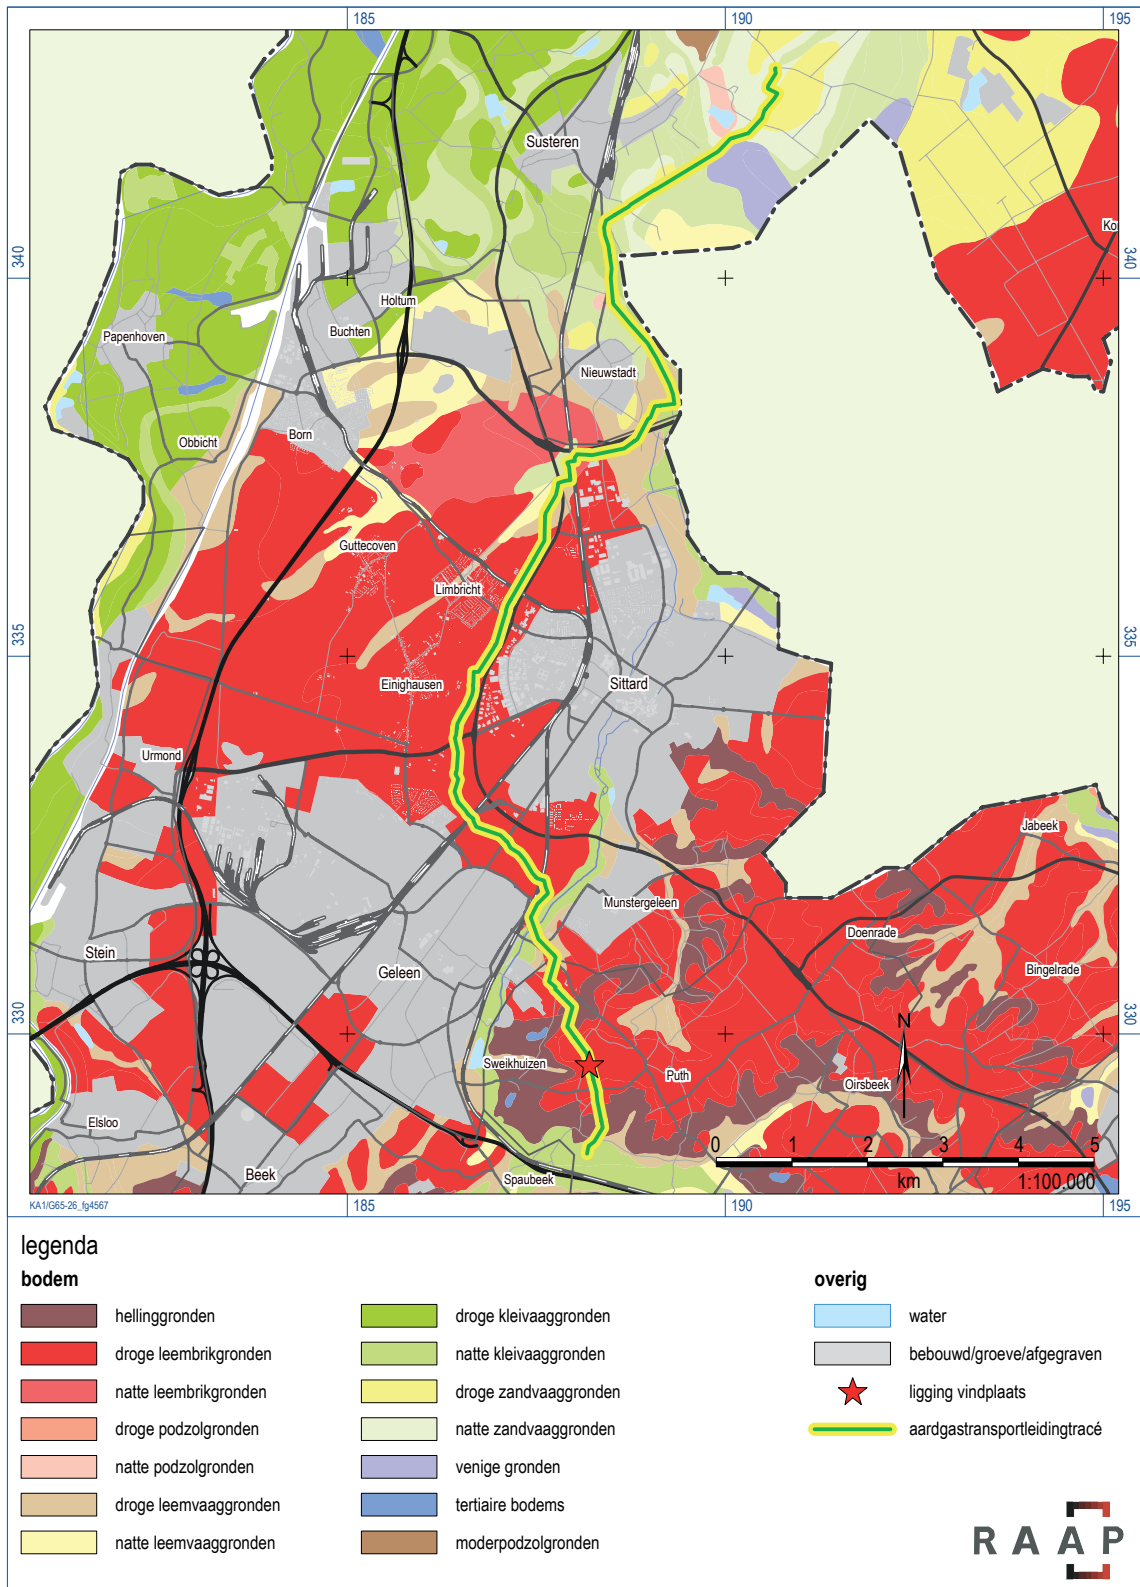 185
190
195
Susteren
340
340
Ko
Holtum
Buchten
Papenhoven
Nieuwstadt
Obbicht
Born
Guttecoven
Limbricht
335
335
Einighausen
Sittard
Urmond
Jabeek
Munstergeleen
Doenrade
Stein
Geleen
Bingelrade
330
330
N
Sweikhuizen
Puth
Oirsbeek
Elsloo
0 1 2 3 4 5
km
1:100.000
Beek
Spaubeek
KA1/G65-26_fg4567
185
190
195
legenda
bodem
overig
hellinggronden
droge kleivaaggronden
water
droge leembrikgronden
natte kleivaaggronden
bebouwd/groeve/afgegraven
natte leembrikgronden
droge zandvaaggronden
ligging vindplaats
droge podzolgronden
natte zandvaaggronden
aardgastransportleidingtracé
natte podzolgronden
venige gronden
droge leemvaaggronden
tertiaire bodems
natte leemvaaggronden
moderpodzolgronden
RAAP